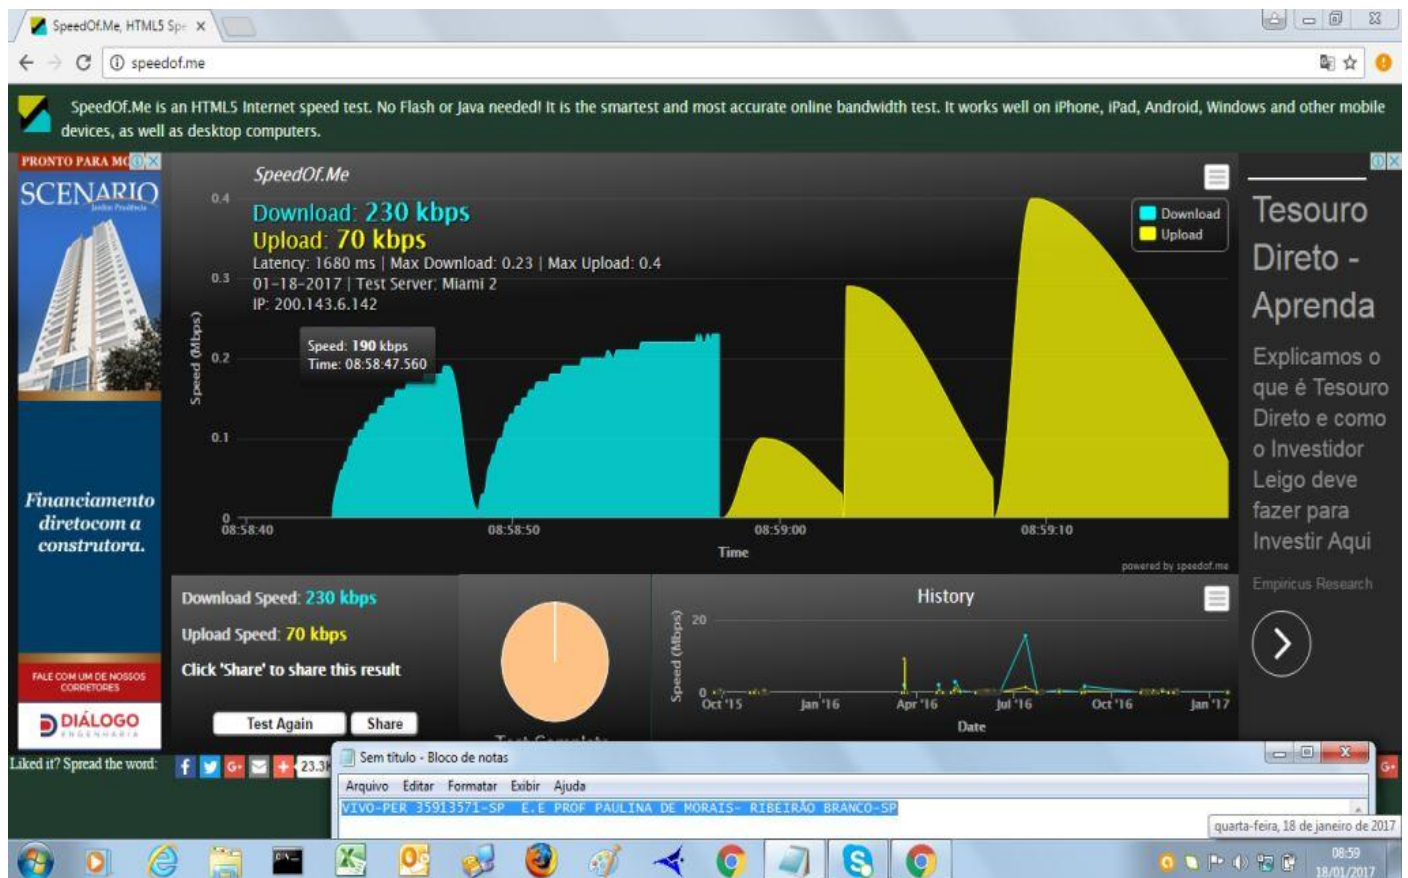 SpeedOf.Me, HTML5 Spe
speedof.me
SpeedOf.Me is an HTML5 Internet speed test. No Flash or Java needed! It is the smartest and most accurate online bandwidth test. It works well on iPhone, iPad, Android, Windows and other mobile
devices, as well as desktop computers.
PRONTO PARA MO
SCENARIO
Jardim Prudência
Financiamento
diretocom a
construtora.
FALE COM UM DE NOSSOS
CORRETORES
DIÁLOGO
ENGENHARIA
SpeedOf.Me
Download: 230 kbps
Upload: 70 kbps
Latency: 1680 ms | Max Download: 0.23 | Max Upload: 0.4
01-18-2017 | Test Server: Miami 2
IP: 200.143.6.142
Download
Upload
Speed: 190 kbps
Time: 08:58:47.560
Speed (Mbps)
0.4
0.3
0.2
0.1
0
08:58:40
08:58:50
08:59:00
08:59:10
Time
powered by speedof.me
Tesouro
Direto -
Aprenda
Explicamos o
que é Tesouro
Direto e como
o Investidor
Leigo deve
fazer para
Investir Aqui
Empiricus Research
Download Speed: 230 kbps
Upload Speed: 70 kbps
Click 'Share' to share this result
Test Again
Share
Test Complete
History
Speed (Mbps)
20
0
Oct '15
Jan '16
Apr '16
Jul '16
Oct '16
Jan '17
Date
Liked it? Spread the word:
23.3K
Sem título - Bloco de notas
Arquivo Editar Formatar Exibir Ajuda
VIVO-PER 35913571-SP E.E PROF PAULINA DE MORAIS- RIBEIRÃO BRANCO-SP
quarta-feira, 18 de janeiro de 2017
08:59
18/01/2017